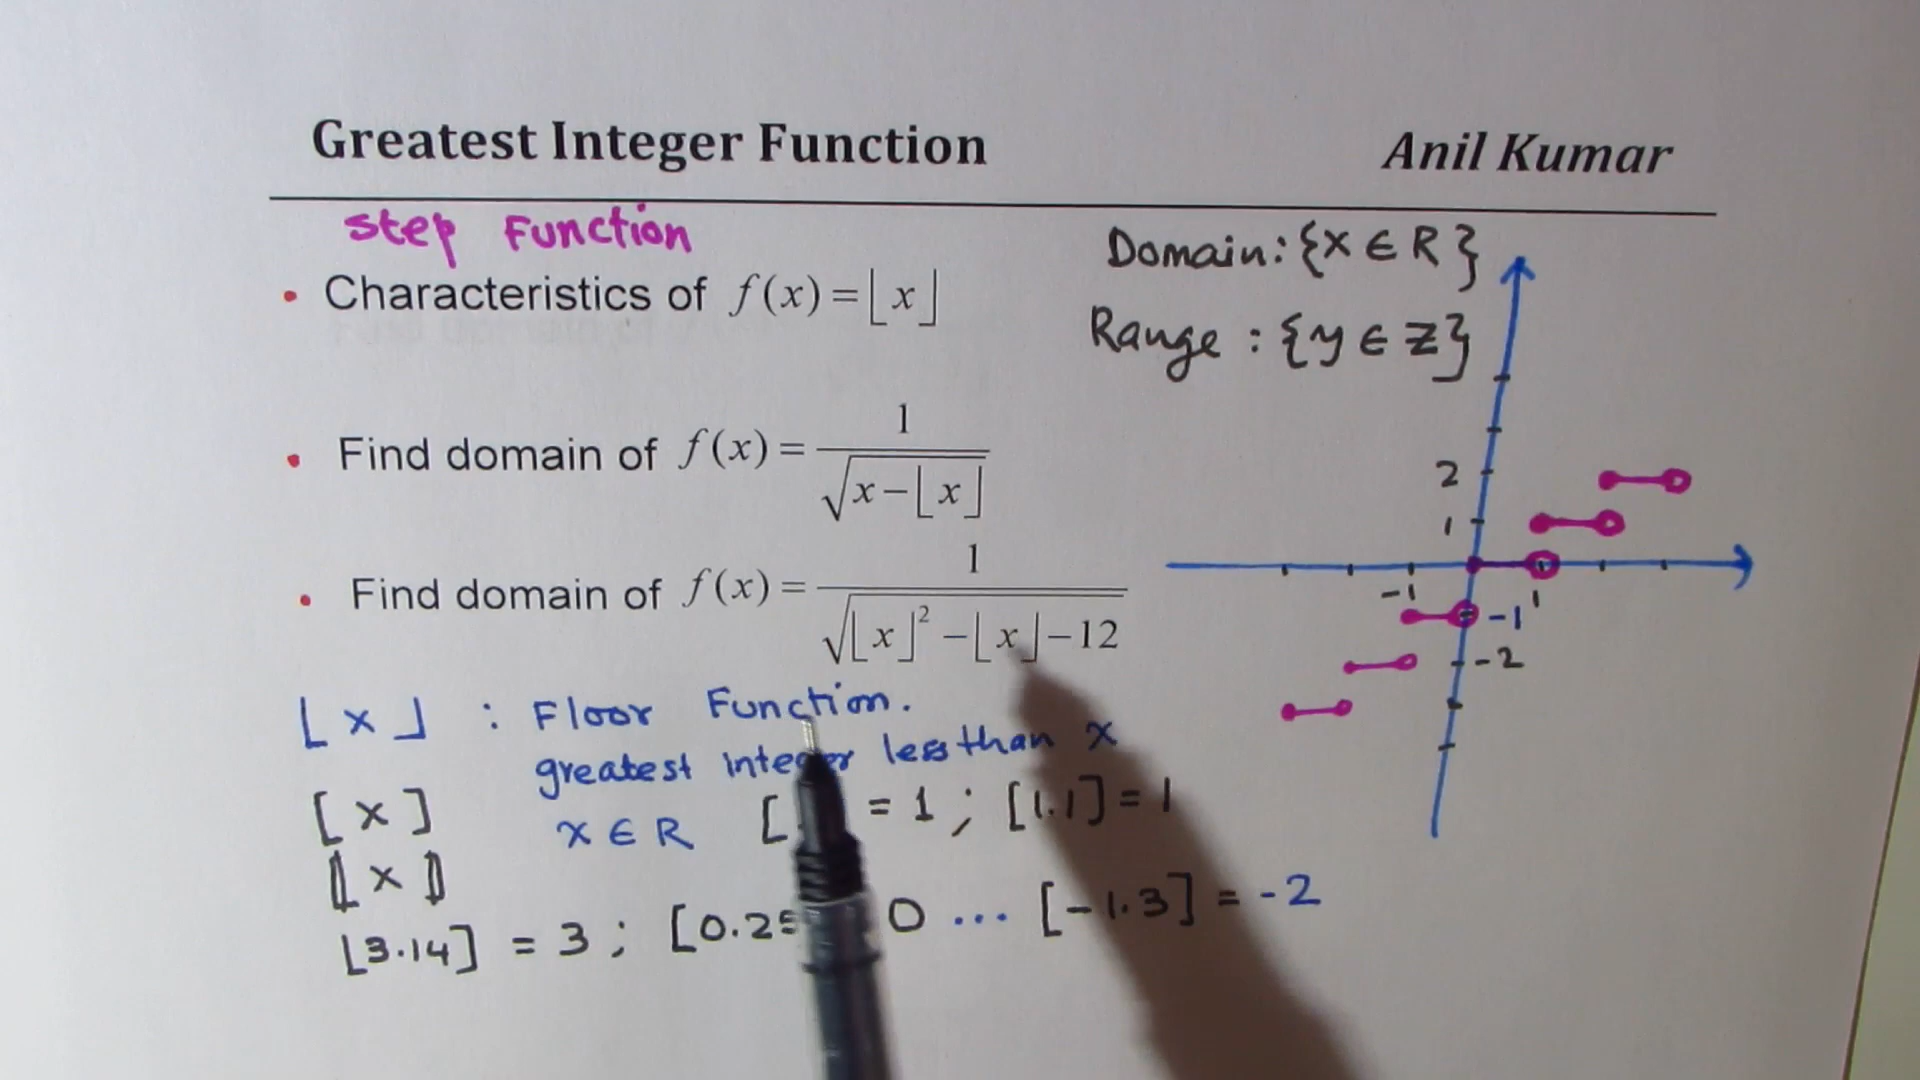 Greatest Integer Function
Anil Kumar
Step Function
• Characteristics of f(x) = ⌊x⌋
Domain: {x ∈ R}
Range : {y ∈ Z}
• Find domain of f(x) = 1/√(x − ⌊x⌋)
• Find domain of f(x) = 1/√(⌊x⌋² − ⌊x⌋ − 12)
⌊x⌋ : Floor Function.
greatest integer less than x
[x]
x ∈ R [ = 1 ; [1.1] = 1
⟦x⟧
⌊3.14] = 3 ; [0.25 0 ... [-1.3] = -2
2
1
-1
1
-1
-2